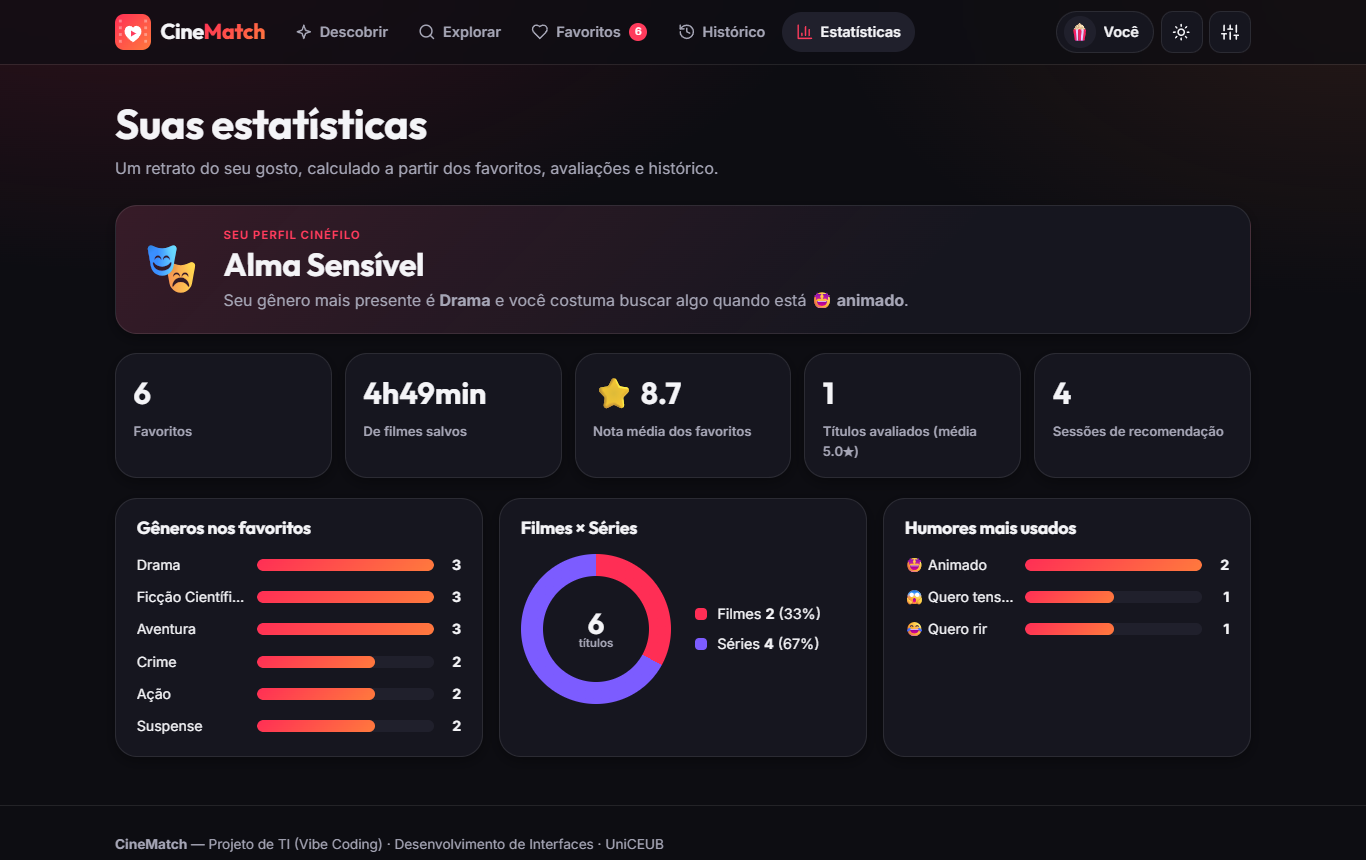 CineMatch
Descobrir
Explorar
Favoritos 6
Histórico
Estatísticas
Você
Suas estatísticas
Um retrato do seu gosto, calculado a partir dos favoritos, avaliações e histórico.
SEU PERFIL CINÉFILO
Alma Sensível
Seu gênero mais presente é Drama e você costuma buscar algo quando está 🤩 animado.
6
Favoritos
4h49min
De filmes salvos
⭐ 8.7
Nota média dos favoritos
1
Títulos avaliados (média
5.0★)
4
Sessões de recomendação
Gêneros nos favoritos
Drama 3
Ficção Científi... 3
Aventura 3
Crime 2
Ação 2
Suspense 2
Filmes × Séries
6
títulos
Filmes 2 (33%)
Séries 4 (67%)
Humores mais usados
🤩 Animado 2
😱 Quero tens... 1
😂 Quero rir 1
CineMatch — Projeto de TI (Vibe Coding) · Desenvolvimento de Interfaces · UniCEUB